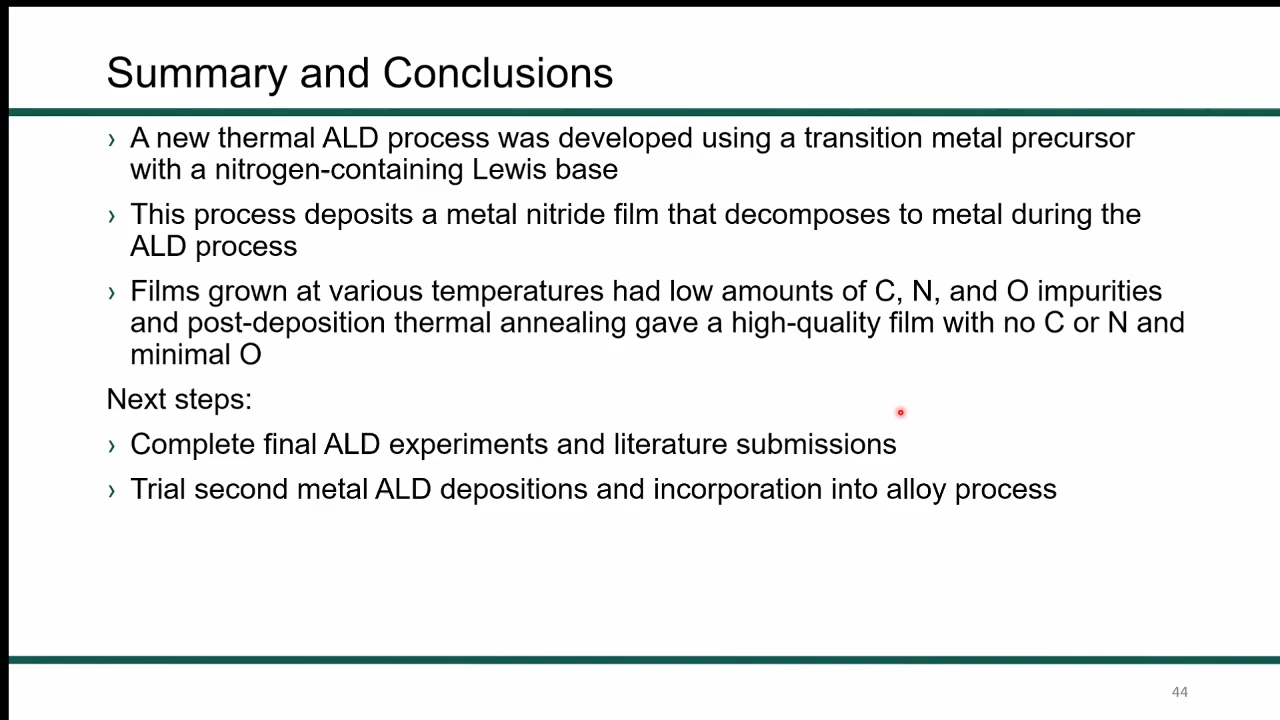 Summary and Conclusions
› A new thermal ALD process was developed using a transition metal precursor
with a nitrogen-containing Lewis base
› This process deposits a metal nitride film that decomposes to metal during the
ALD process
› Films grown at various temperatures had low amounts of C, N, and O impurities
and post-deposition thermal annealing gave a high-quality film with no C or N and
minimal O
Next steps:
› Complete final ALD experiments and literature submissions
› Trial second metal ALD depositions and incorporation into alloy process
44